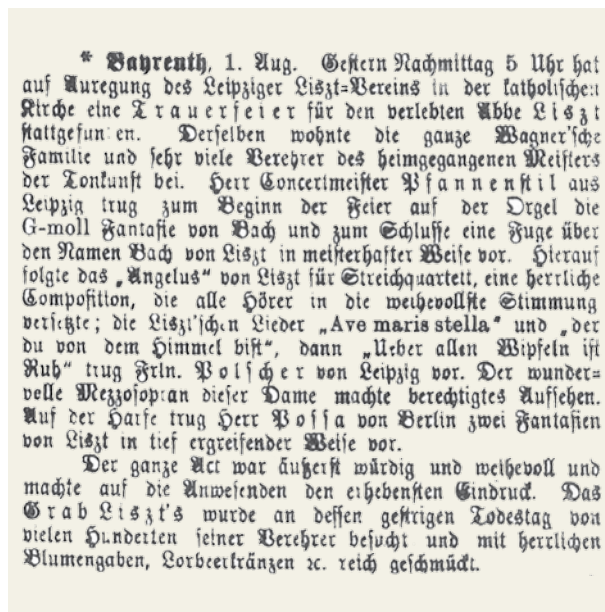 * Bayreuth, 1. Aug. Gestern Nachmittag 5 Uhr hat
auf Auregung des Leipziger Liszt-Vereins in der katholischen
Kirche eine Trauerfeier für den verlebten Abbe Liszt
stattgefunden. Derselben wohnte die ganze Wagner'sche
Familie und sehr viele Verehrer des heimgegangenen Meisters
der Tonkunst bei. Herr Concertmeister Pfannenstil aus
Leipzig trug zum Beginn der Feier auf der Orgel die
G-moll Fantasie von Bach und zum Schlusse eine Fuge über
den Namen Bach von Liszt in meisterhafter Weise vor. Hierauf
folgte das „Angelus“ von Liszt für Streichquartett, eine herrliche
Composition, die alle Hörer in die weihevollste Stimmung
versetzte; die Liszt'schen Lieder „Ave maris stella“ und „der
du von dem Himmel bist“, dann „Ueber allen Wipfeln ist
Ruh“ trug Frln. Polscher von Leipzig vor. Der wunder-
volle Mezzosopran dieser Dame machte berechtigtes Aufsehen.
Auf der Harfe trug Herr Possa von Berlin zwei Fantasien
von Liszt in tief ergreifender Weise vor.
Der ganze Act war äußerst würdig und weihevoll und
machte auf die Anwesenden den erhebensten Eindruck. Das
Grab Liszt's wurde an dessen gestrigen Todestag von
vielen Hunderten seiner Verehrer besucht und mit herrlichen
Blumengaben, Lorbeerkränzen ꝛc. reich geschmückt.